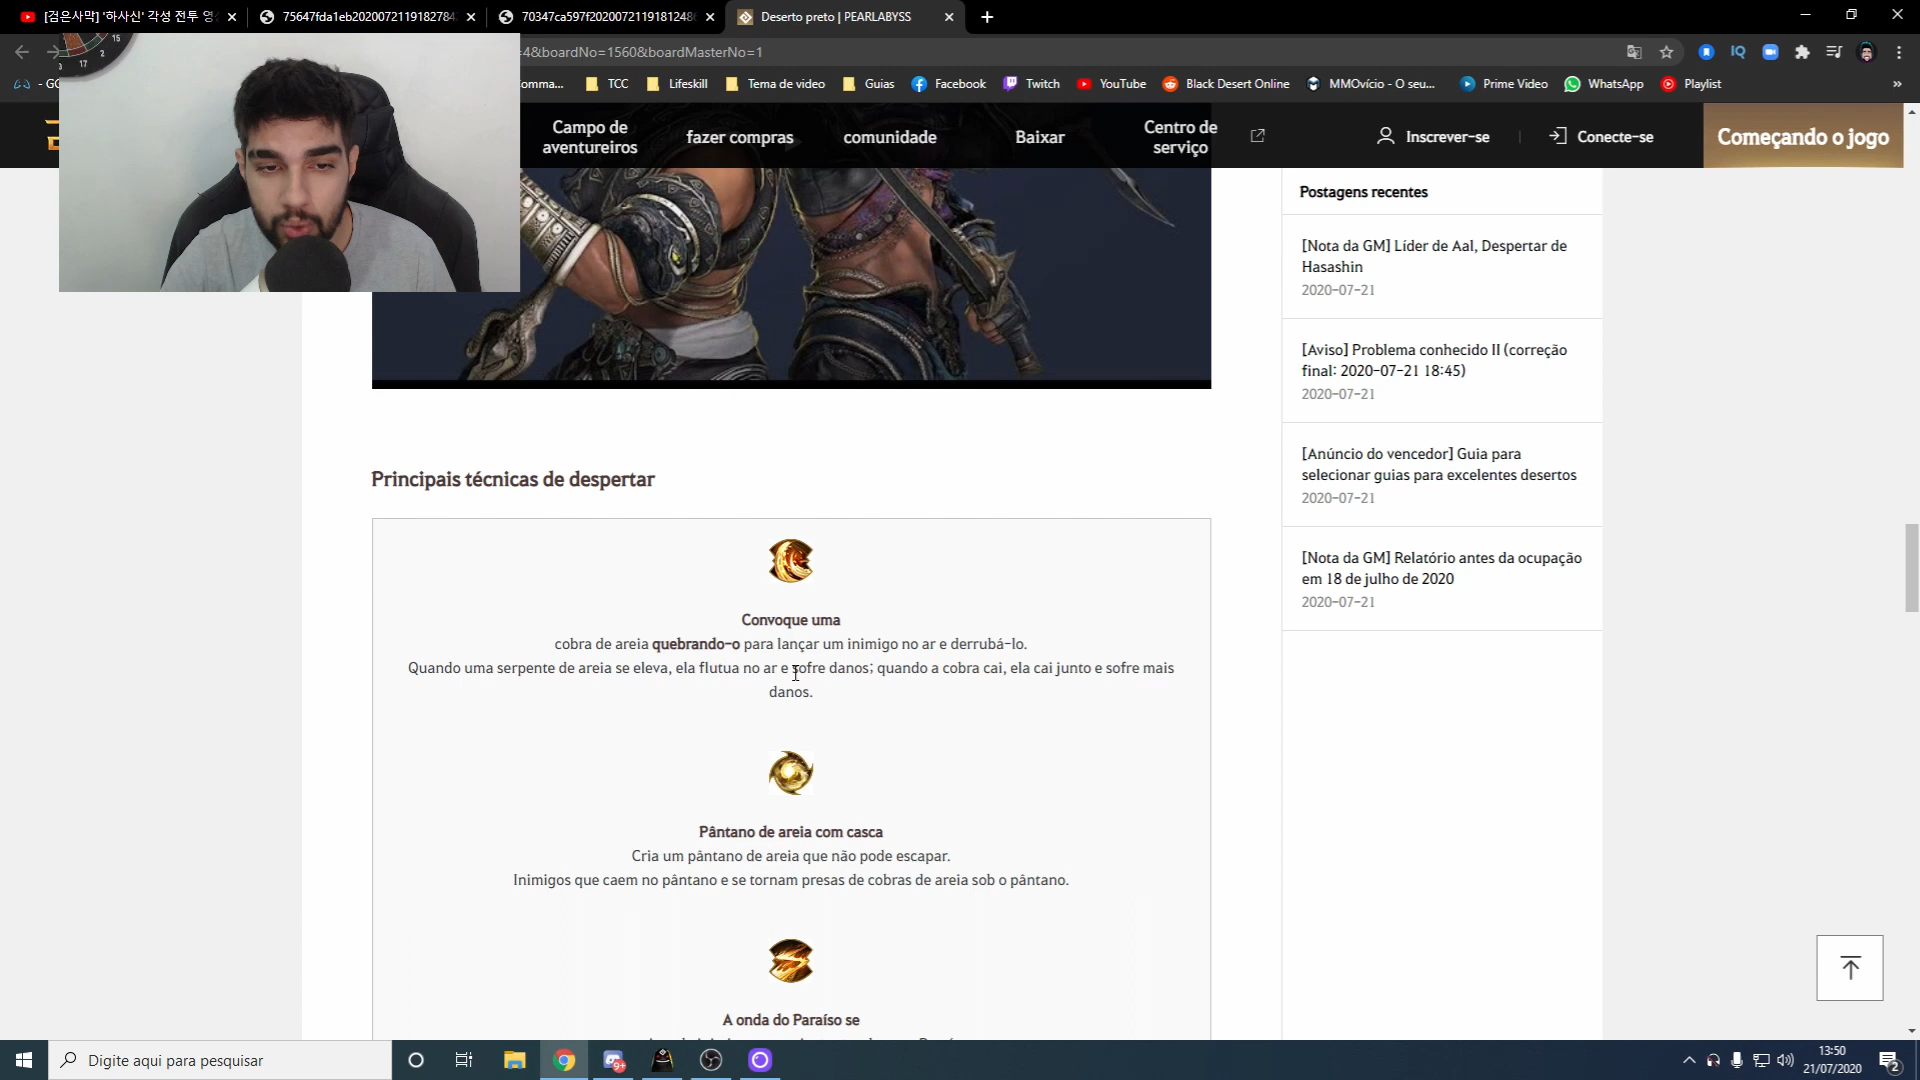 [검은사막] '하사신' 각성 전투 영
75647fda1eb2020072119182784
70347ca597f20200721191812486
Deserto preto | PEARLABYSS
=4&boardNo=1560&boardMasterNo=1
IQ
- GC
omma...
TCC
Lifeskill
Tema de video
Guias
Facebook
Twitch
YouTube
Black Desert Online
MMOvício - O seu...
Prime Video
WhatsApp
Playlist
»
15
2
17
Campo de
aventureiros
fazer compras
comunidade
Baixar
Centro de
serviço
Inscrever-se
Conecte-se
Começando o jogo
Postagens recentes
[Nota da GM] Líder de Aal, Despertar de
Hasashin
2020-07-21
[Aviso] Problema conhecido II (correção
final: 2020-07-21 18:45)
2020-07-21
[Anúncio do vencedor] Guia para
selecionar guias para excelentes desertos
2020-07-21
[Nota da GM] Relatório antes da ocupação
em 18 de julho de 2020
2020-07-21
Principais técnicas de despertar
Convoque uma
cobra de areia quebrando-o para lançar um inimigo no ar e derrubá-lo.
Quando uma serpente de areia se eleva, ela flutua no ar e sofre danos; quando a cobra cai, ela cai junto e sofre mais
danos.
Pântano de areia com casca
Cria um pântano de areia que não pode escapar.
Inimigos que caem no pântano e se tornam presas de cobras de areia sob o pântano.
A onda do Paraíso se
Digite aqui para pesquisar
9+
13:50
21/07/2020
2